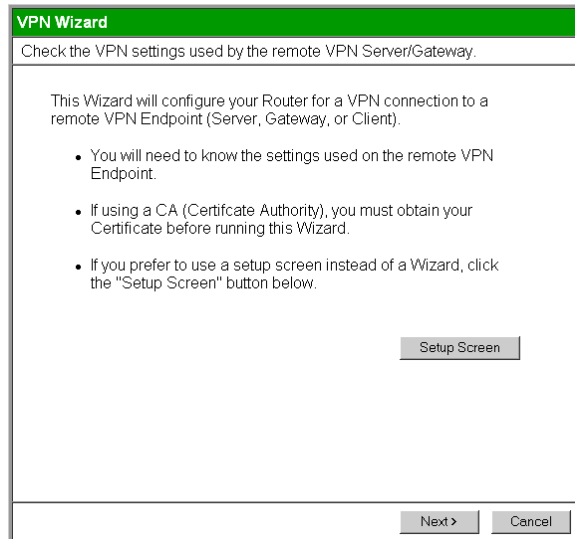 VPN Wizard
Check the VPN settings used by the remote VPN Server/Gateway.
This Wizard will configure your Router for a VPN connection to a
remote VPN Endpoint (Server, Gateway, or Client).
• You will need to know the settings used on the remote VPN
Endpoint.
• If using a CA (Certifcate Authority), you must obtain your
Certificate before running this Wizard.
• If you prefer to use a setup screen instead of a Wizard, click
the "Setup Screen" button below.
Setup Screen
Next > Cancel